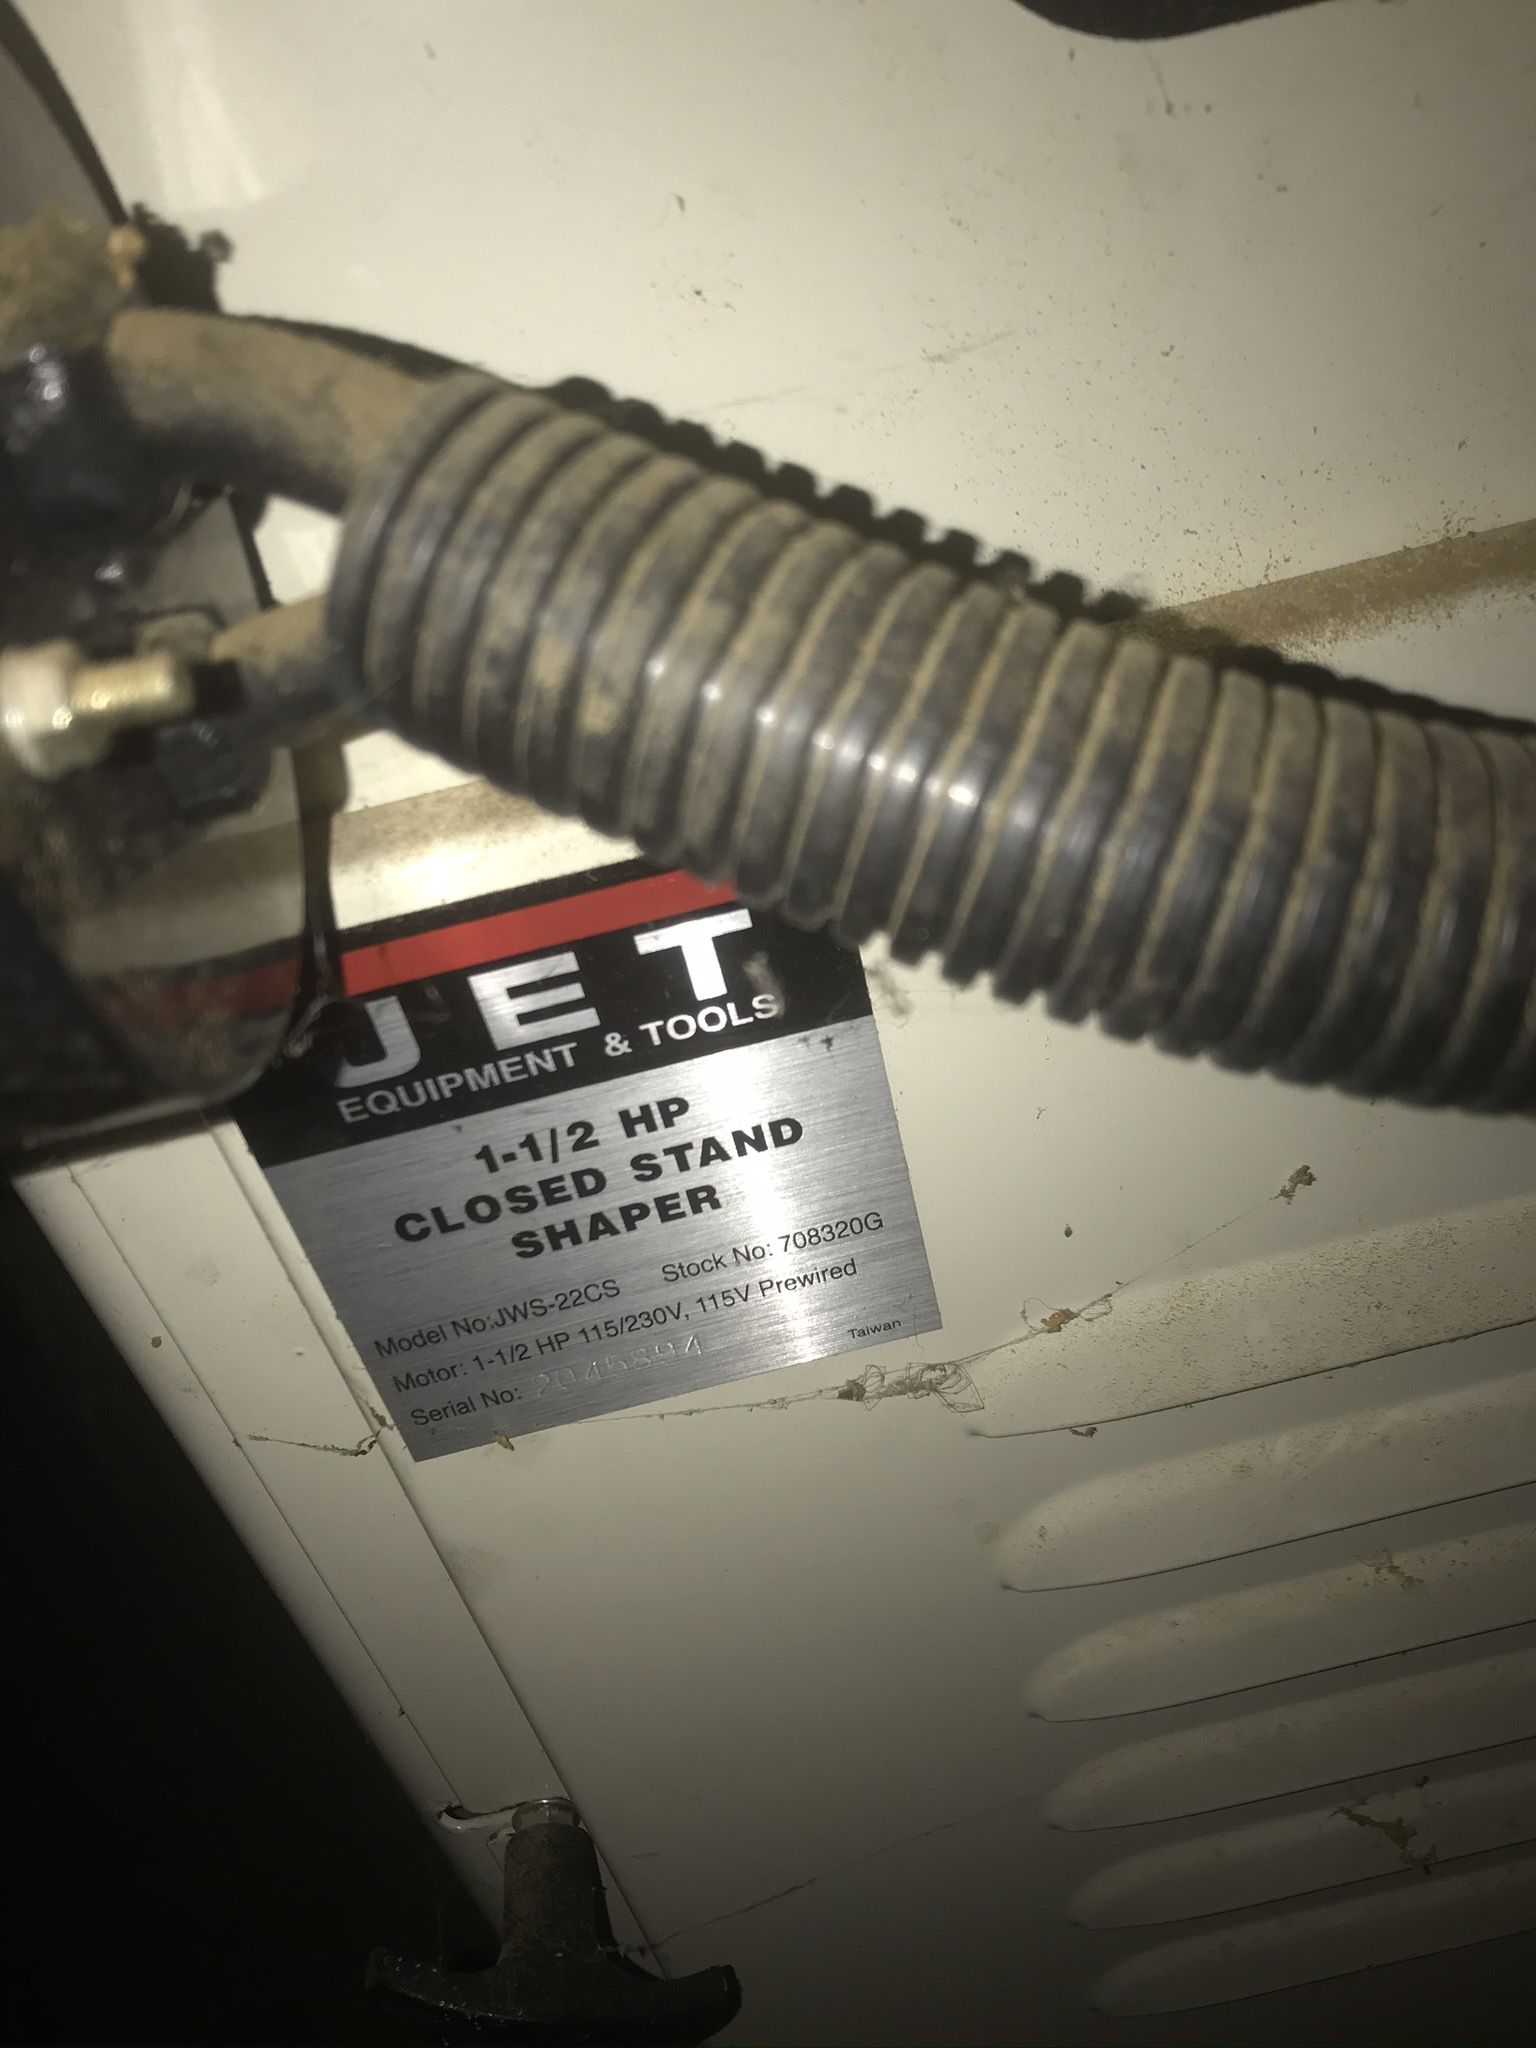 JET
EQUIPMENT & TOOLS
1-1/2 HP
CLOSED STAND
SHAPER
Model No:JWS-22CS Stock No: 708320G
Motor: 1-1/2 HP 115/230V, 115V Prewired
Serial No: Taiwan